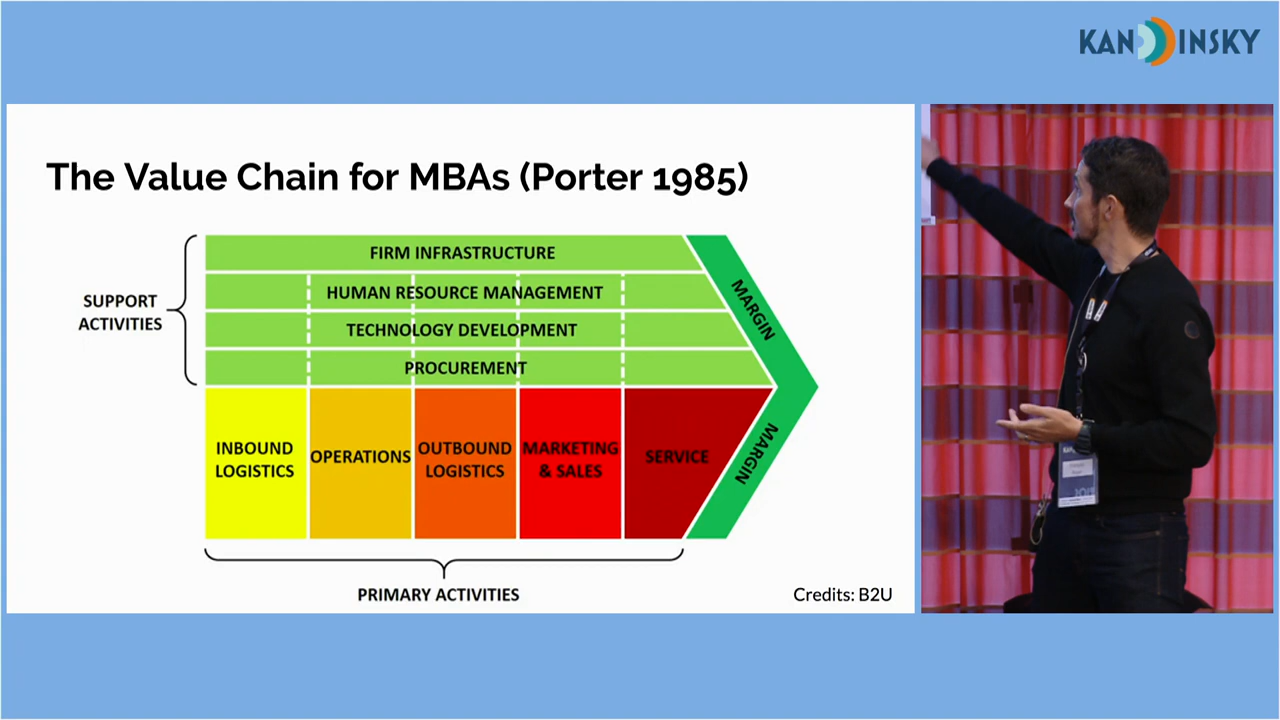 KANDINSKY
The Value Chain for MBAs (Porter 1985)
FIRM INFRASTRUCTURE
HUMAN RESOURCE MANAGEMENT
TECHNOLOGY DEVELOPMENT
PROCUREMENT
SUPPORT
ACTIVITIES
MARGIN
INBOUND
LOGISTICS
OPERATIONS
OUTBOUND
LOGISTICS
MARKETING
& SALES
SERVICE
MARGIN
PRIMARY ACTIVITIES
Credits: B2U